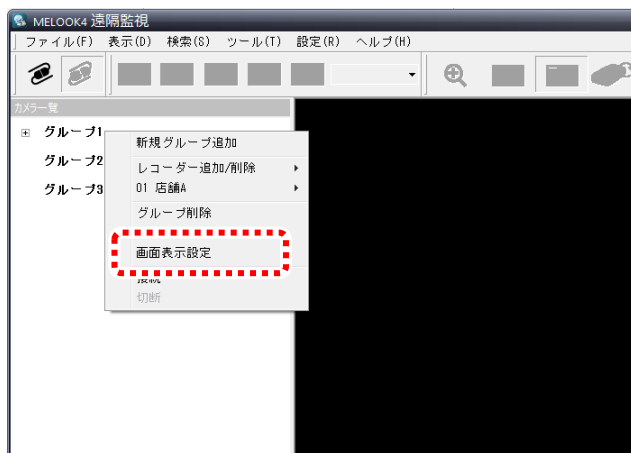 MELOOK4 遠隔監視
ファイル(F) 表示(D) 検索(S) ツール(T) 設定(R) ヘルプ(H)
カメラ一覧
グループ1
グループ2
グループ3
新規グループ追加
レコーダー追加/削除
01 店舗A
グループ削除
画面表示設定
接続
切断